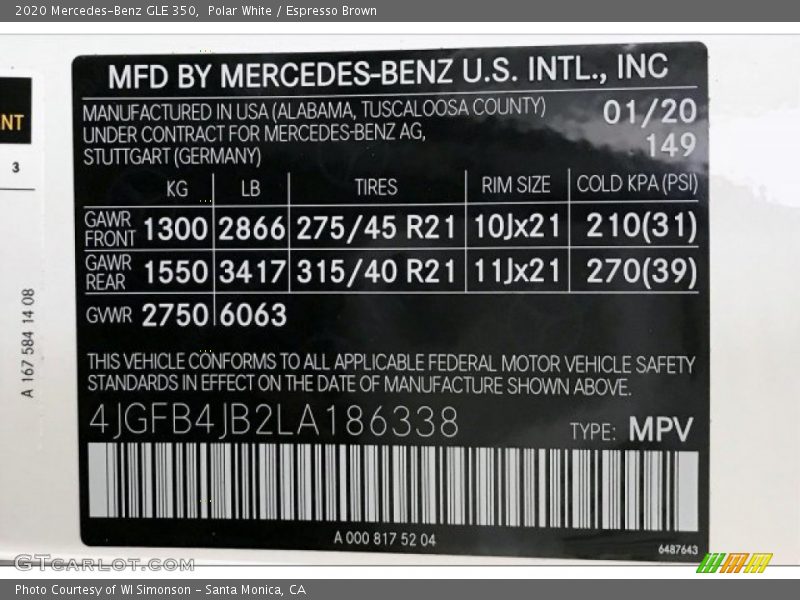 2020 Mercedes-Benz GLE 350,  Polar White / Espresso Brown
NT
3
A 167 584 14 08
MFD BY MERCEDES-BENZ U.S. INTL., INC
MANUFACTURED IN USA (ALABAMA, TUSCALOOSA COUNTY) 01/20
UNDER CONTRACT FOR MERCEDES-BENZ AG, 149
STUTTGART (GERMANY)
KG LB TIRES RIM SIZE COLD KPA (PSI)
GAWR FRONT 1300 2866 275/45 R21 10Jx21 210(31)
GAWR REAR 1550 3417 315/40 R21 11Jx21 270(39)
GVWR 2750 6063
THIS VEHICLE CONFORMS TO ALL APPLICABLE FEDERAL MOTOR VEHICLE SAFETY
STANDARDS IN EFFECT ON THE DATE OF MANUFACTURE SHOWN ABOVE.
4JGFB4JB2LA186338 TYPE: MPV
A 000 817 52 04
6487643
GTcarlot.com
Photo Courtesy of WI Simonson - Santa Monica, CA